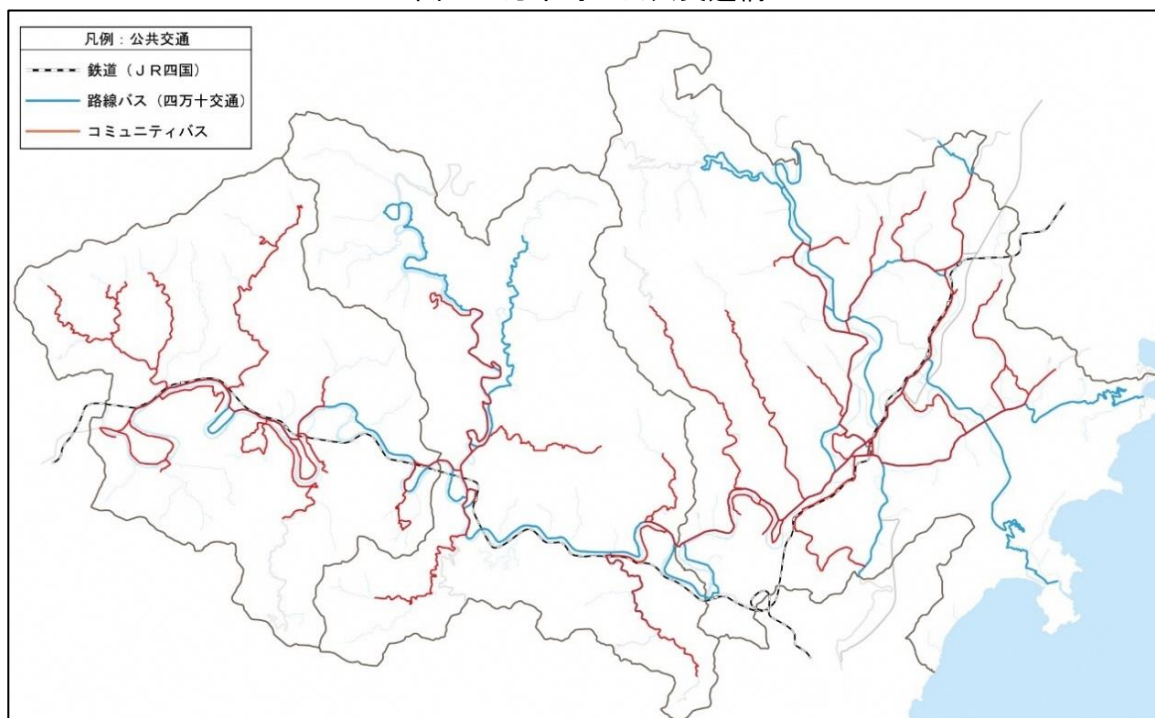 凡例：公共交通
鉄道（ＪＲ四国）
路線バス（四万十交通）
コミュニティバス